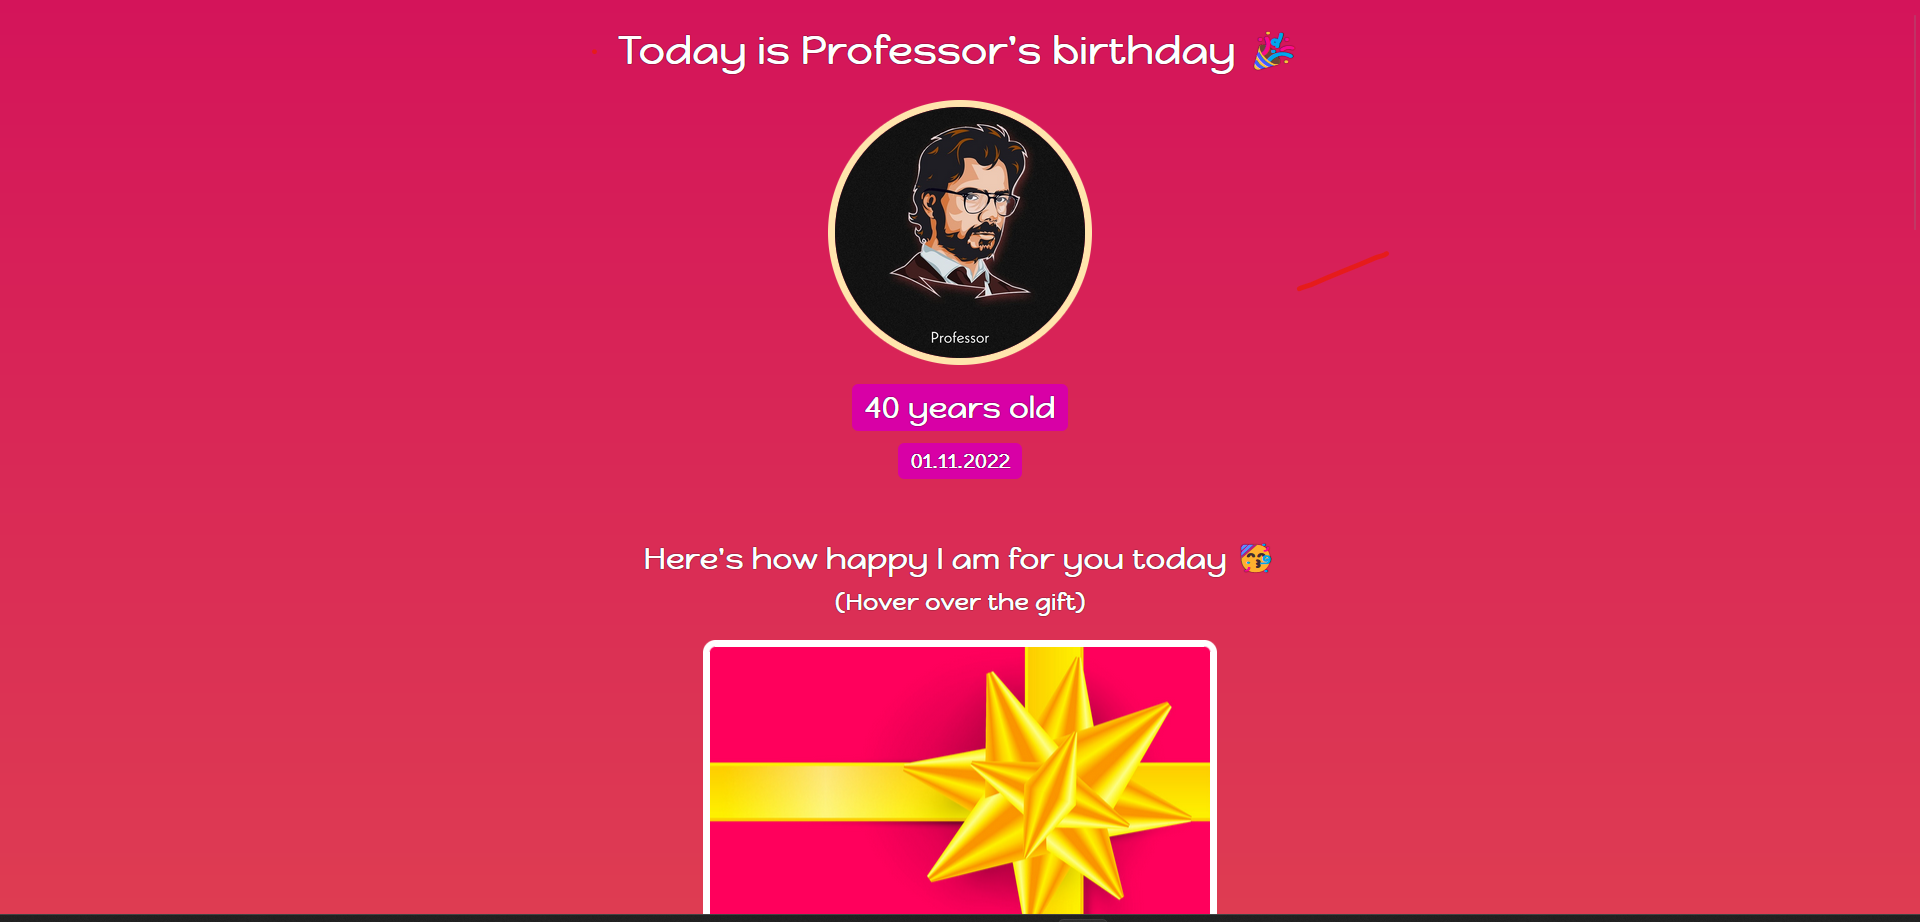 Today is Professor's birthday 🎉
Professor
40 years old
01.11.2022
Here's how happy I am for you today 🥳
(Hover over the gift)